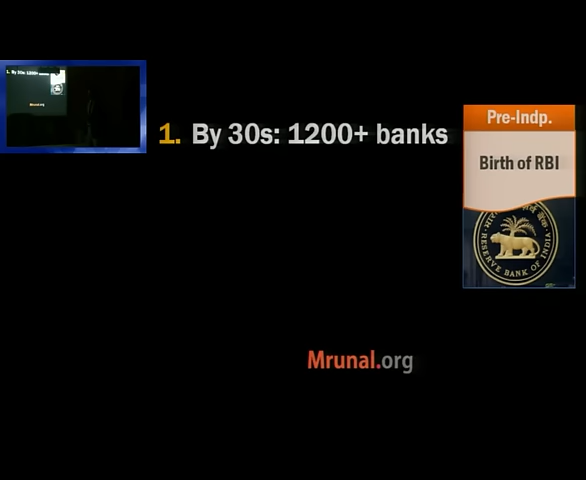 1. By 30s: 1200+ banks
Pre-Indp.
Birth of RBI
RESERVE BANK OF INDIA
Mrunal.org